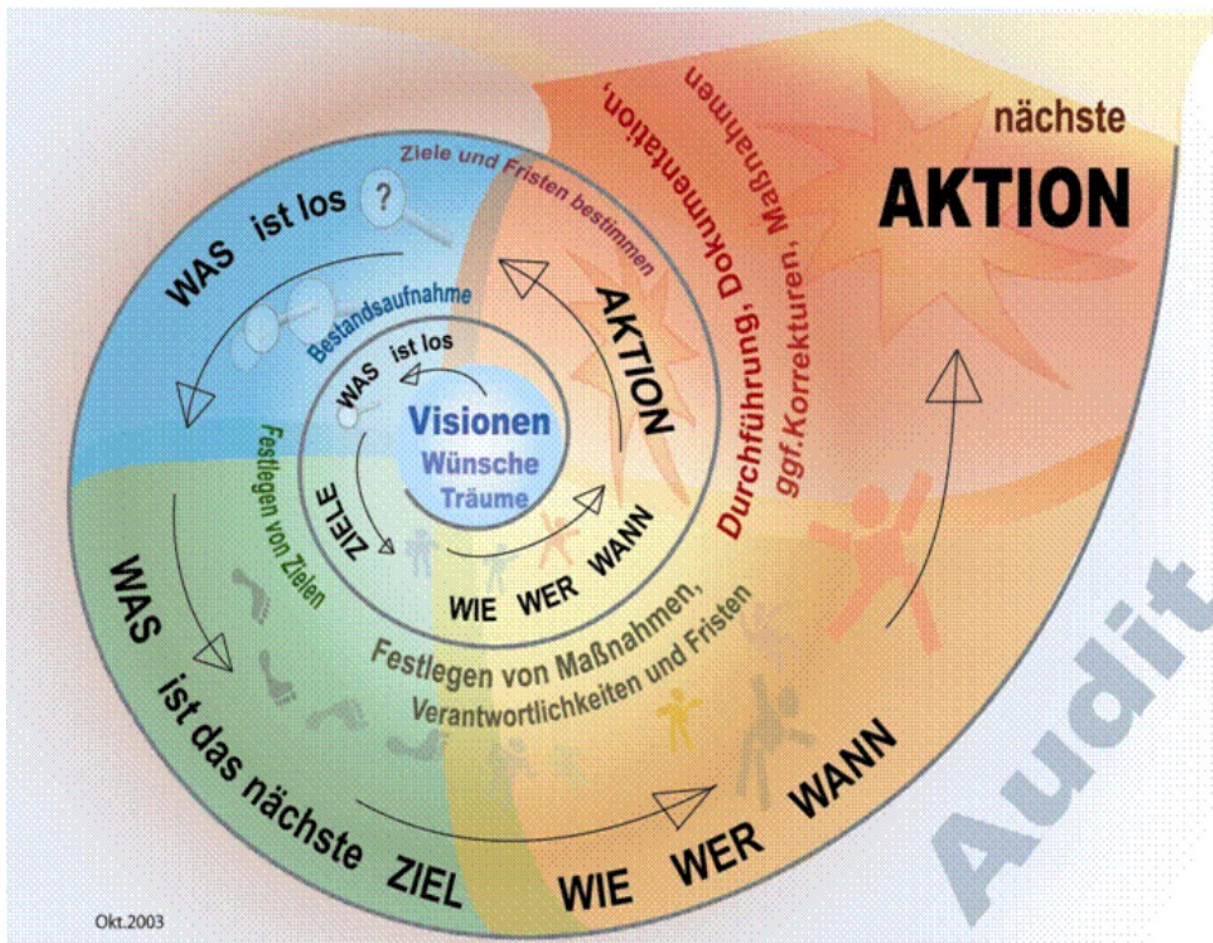 Visionen
Wünsche
Träume
WAS ist los
ZIELE
WIE WER WANN
AKTION
Ziele und Fristen bestimmen
WAS ist los
?
Bestandsaufnahme
Festlegen von Zielen
WAS ist das nächste ZIEL
Festlegen von Maßnahmen,
Verantwortlichkeiten und Fristen
WIE WER WANN
Durchführung, Dokumentation,
ggf.Korrekturen, Maßnahmen
nächste
AKTION
Audit
Okt.2003